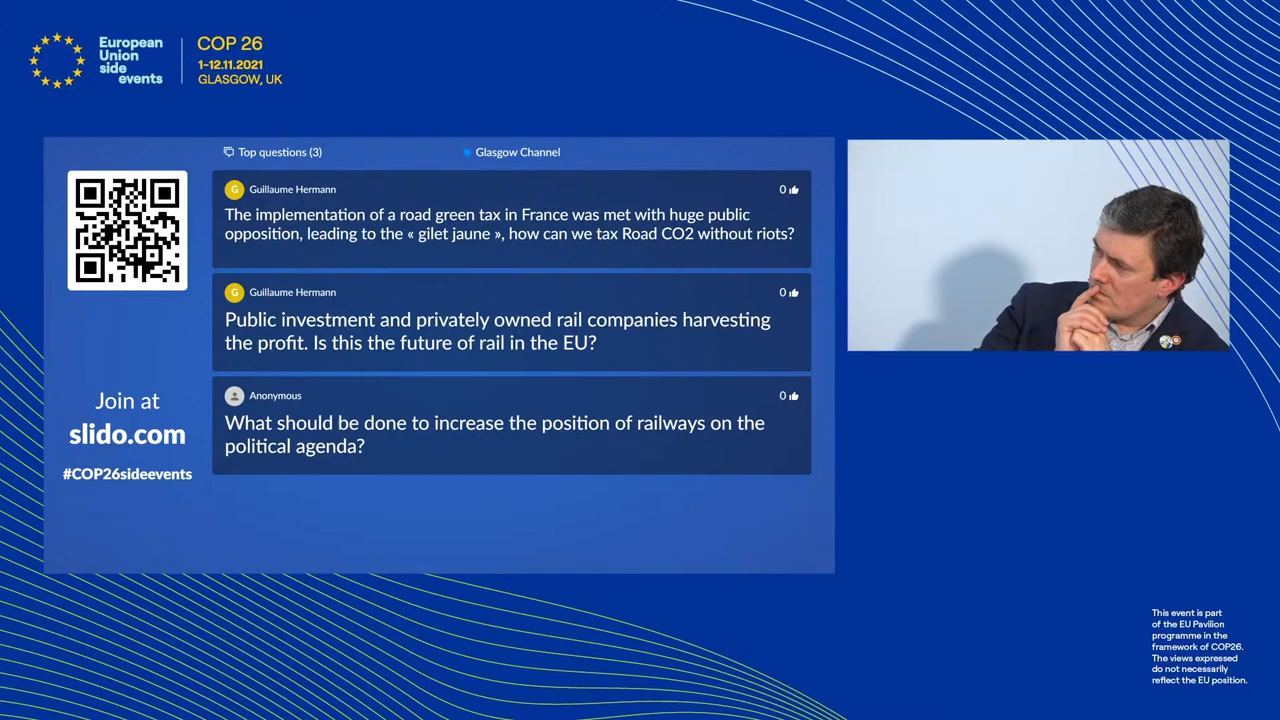 European
Union
side
events
COP 26
1-12.11.2021
GLASGOW, UK
Top questions (3)
Glasgow Channel
G Guillaume Hermann
0
The implementation of a road green tax in France was met with huge public
opposition, leading to the « gilet jaune », how can we tax Road CO2 without riots?
G Guillaume Hermann
0
Public investment and privately owned rail companies harvesting
the profit. Is this the future of rail in the EU?
Anonymous
0
What should be done to increase the position of railways on the
political agenda?
Join at
slido.com
#COP26sideevents
This event is part
of the EU Pavilion
programme in the
framework of COP26.
The views expressed
do not necessarily
reflect the EU position.